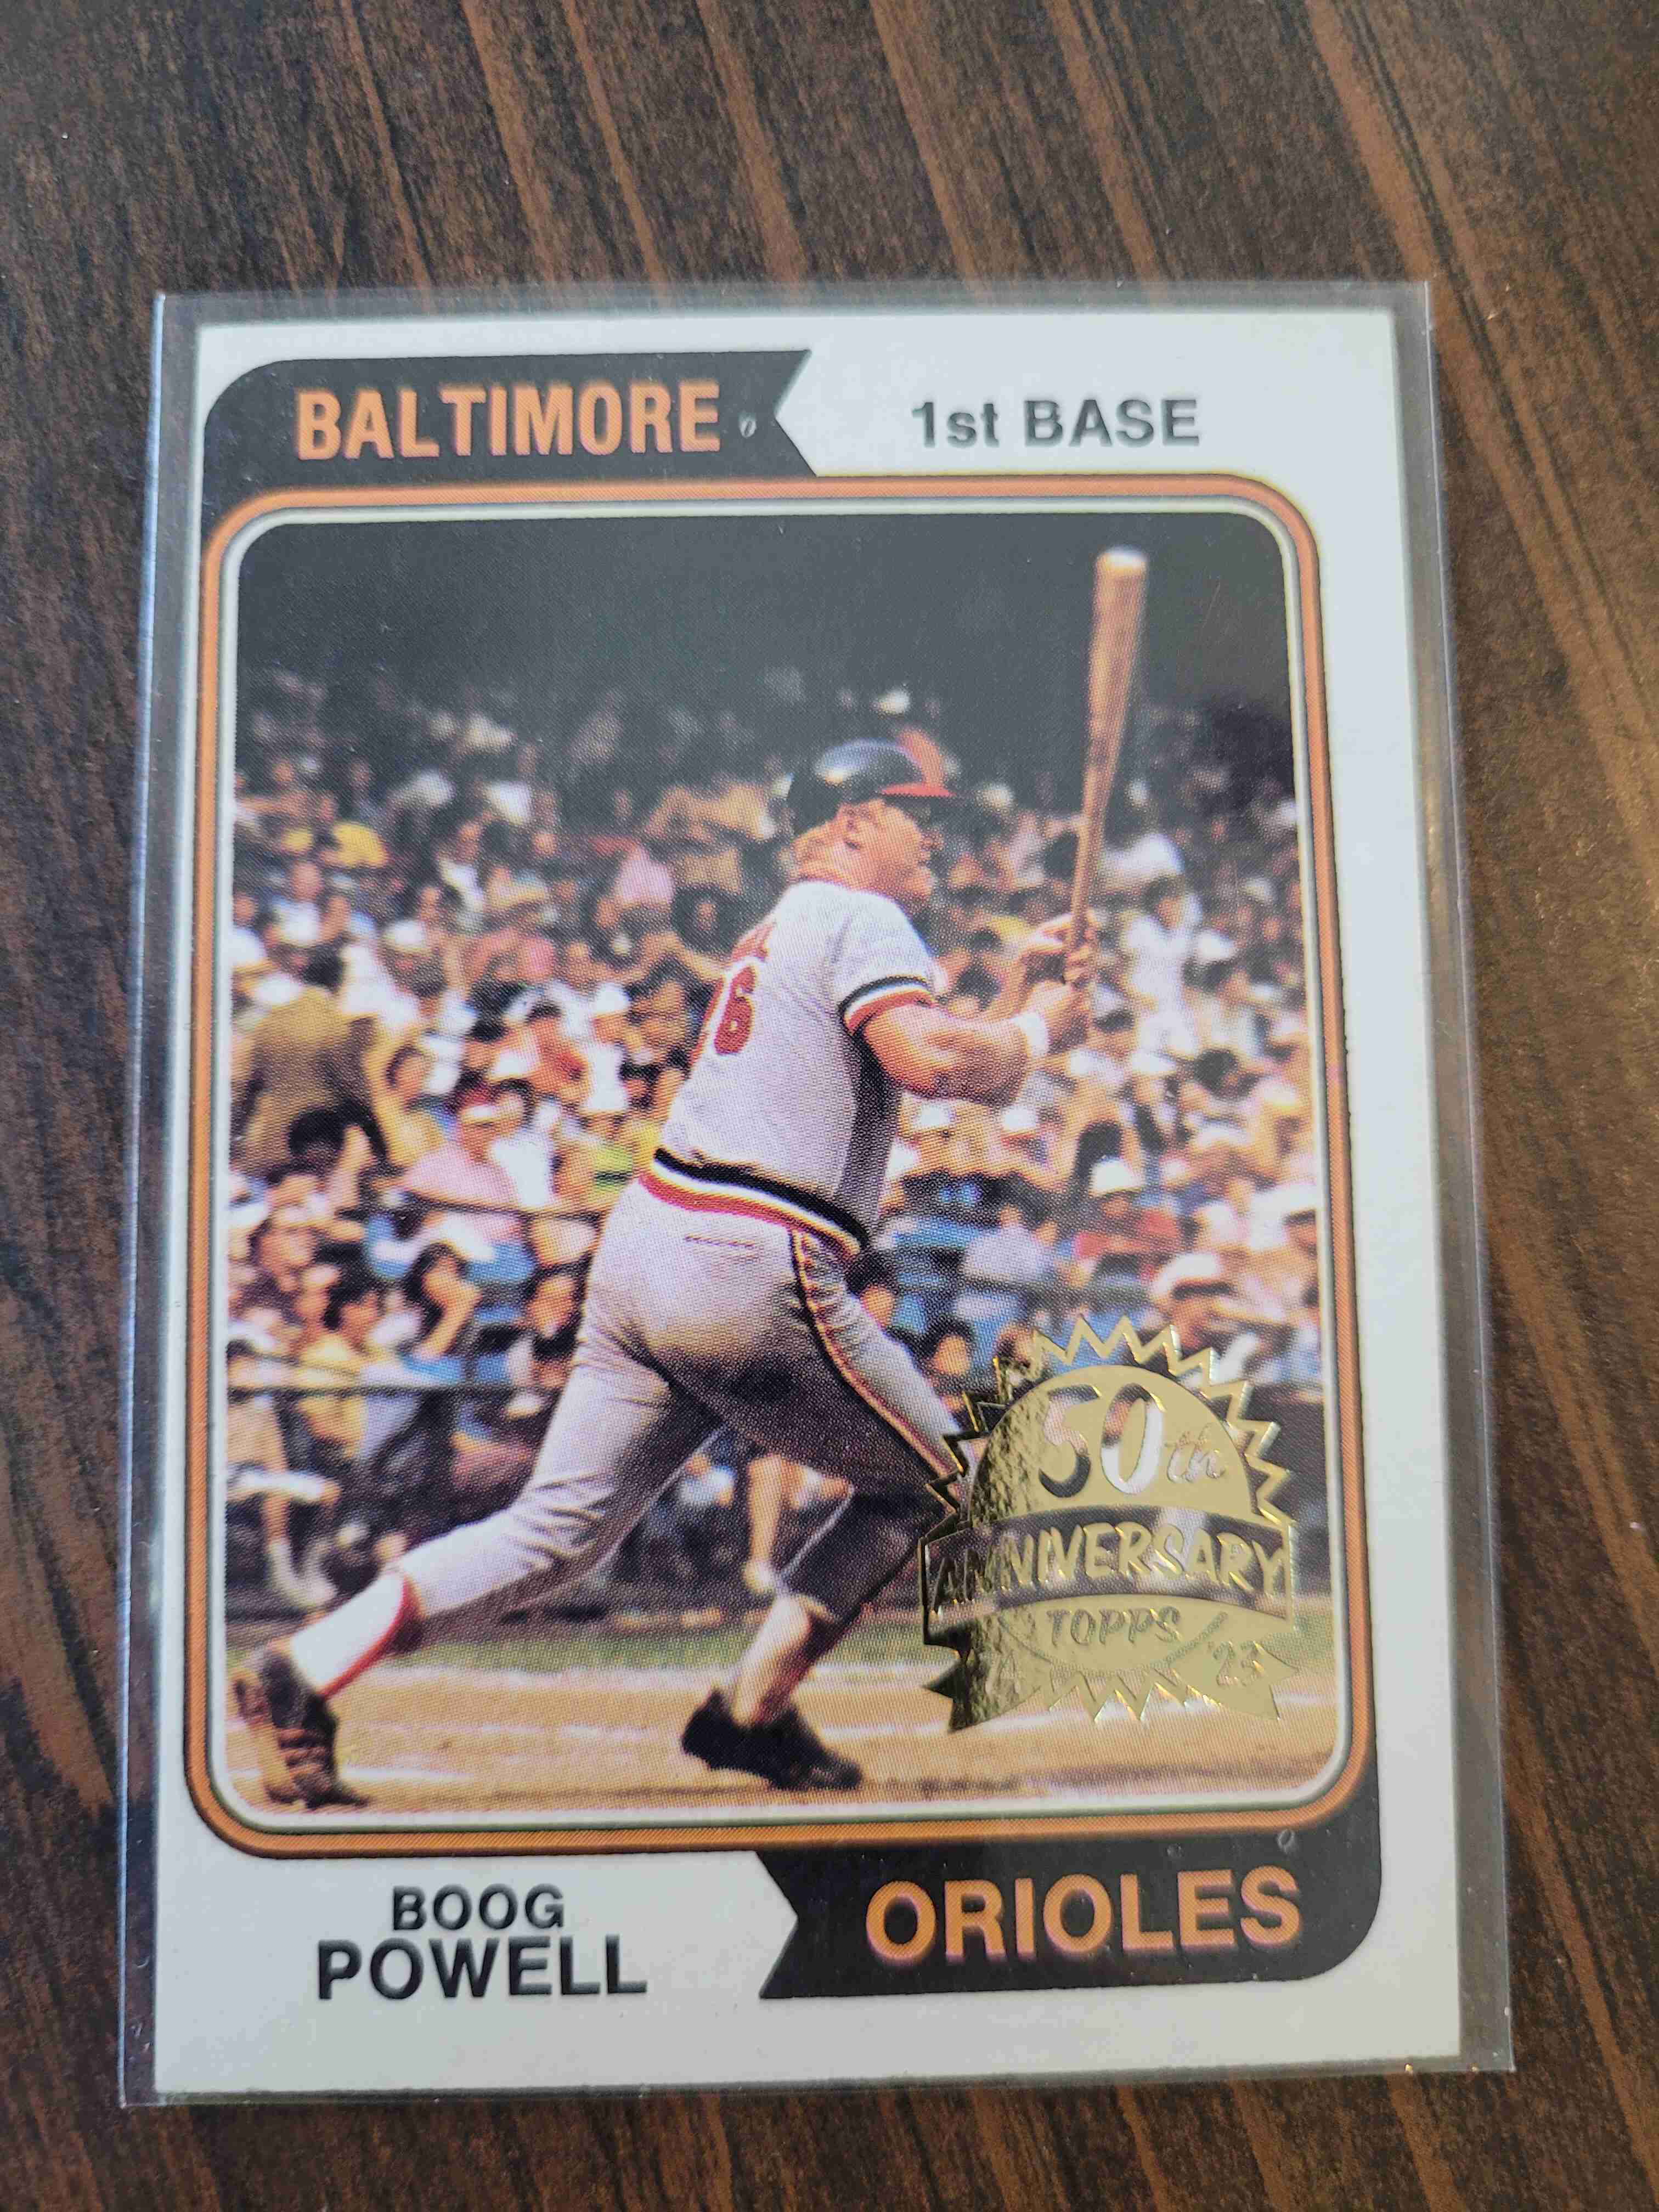 BALTIMORE
1st BASE
50th
ANNIVERSARY
TOPPS '23
BOOG
POWELL
ORIOLES